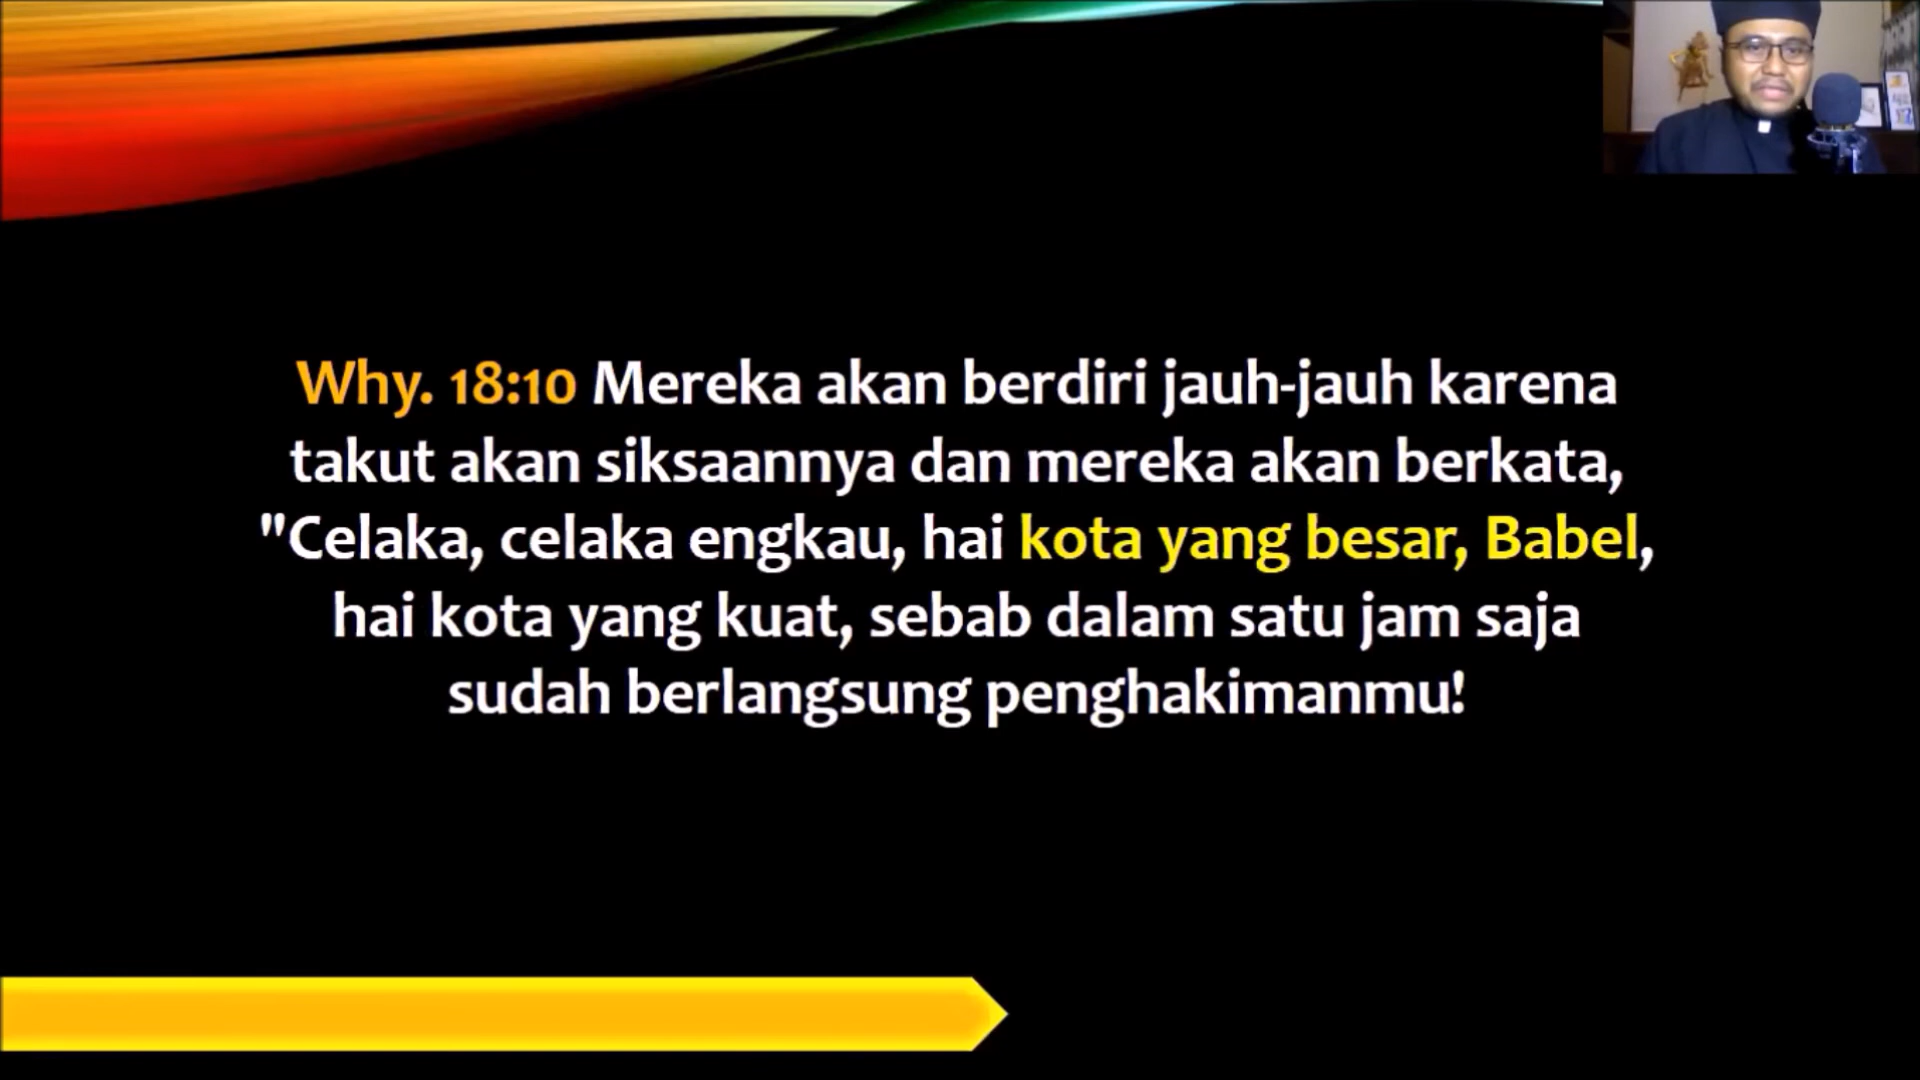 Why. 18:10 Mereka akan berdiri jauh-jauh karena
takut akan siksaannya dan mereka akan berkata,
"Celaka, celaka engkau, hai kota yang besar, Babel,
hai kota yang kuat, sebab dalam satu jam saja
sudah berlangsung penghakimanmu!